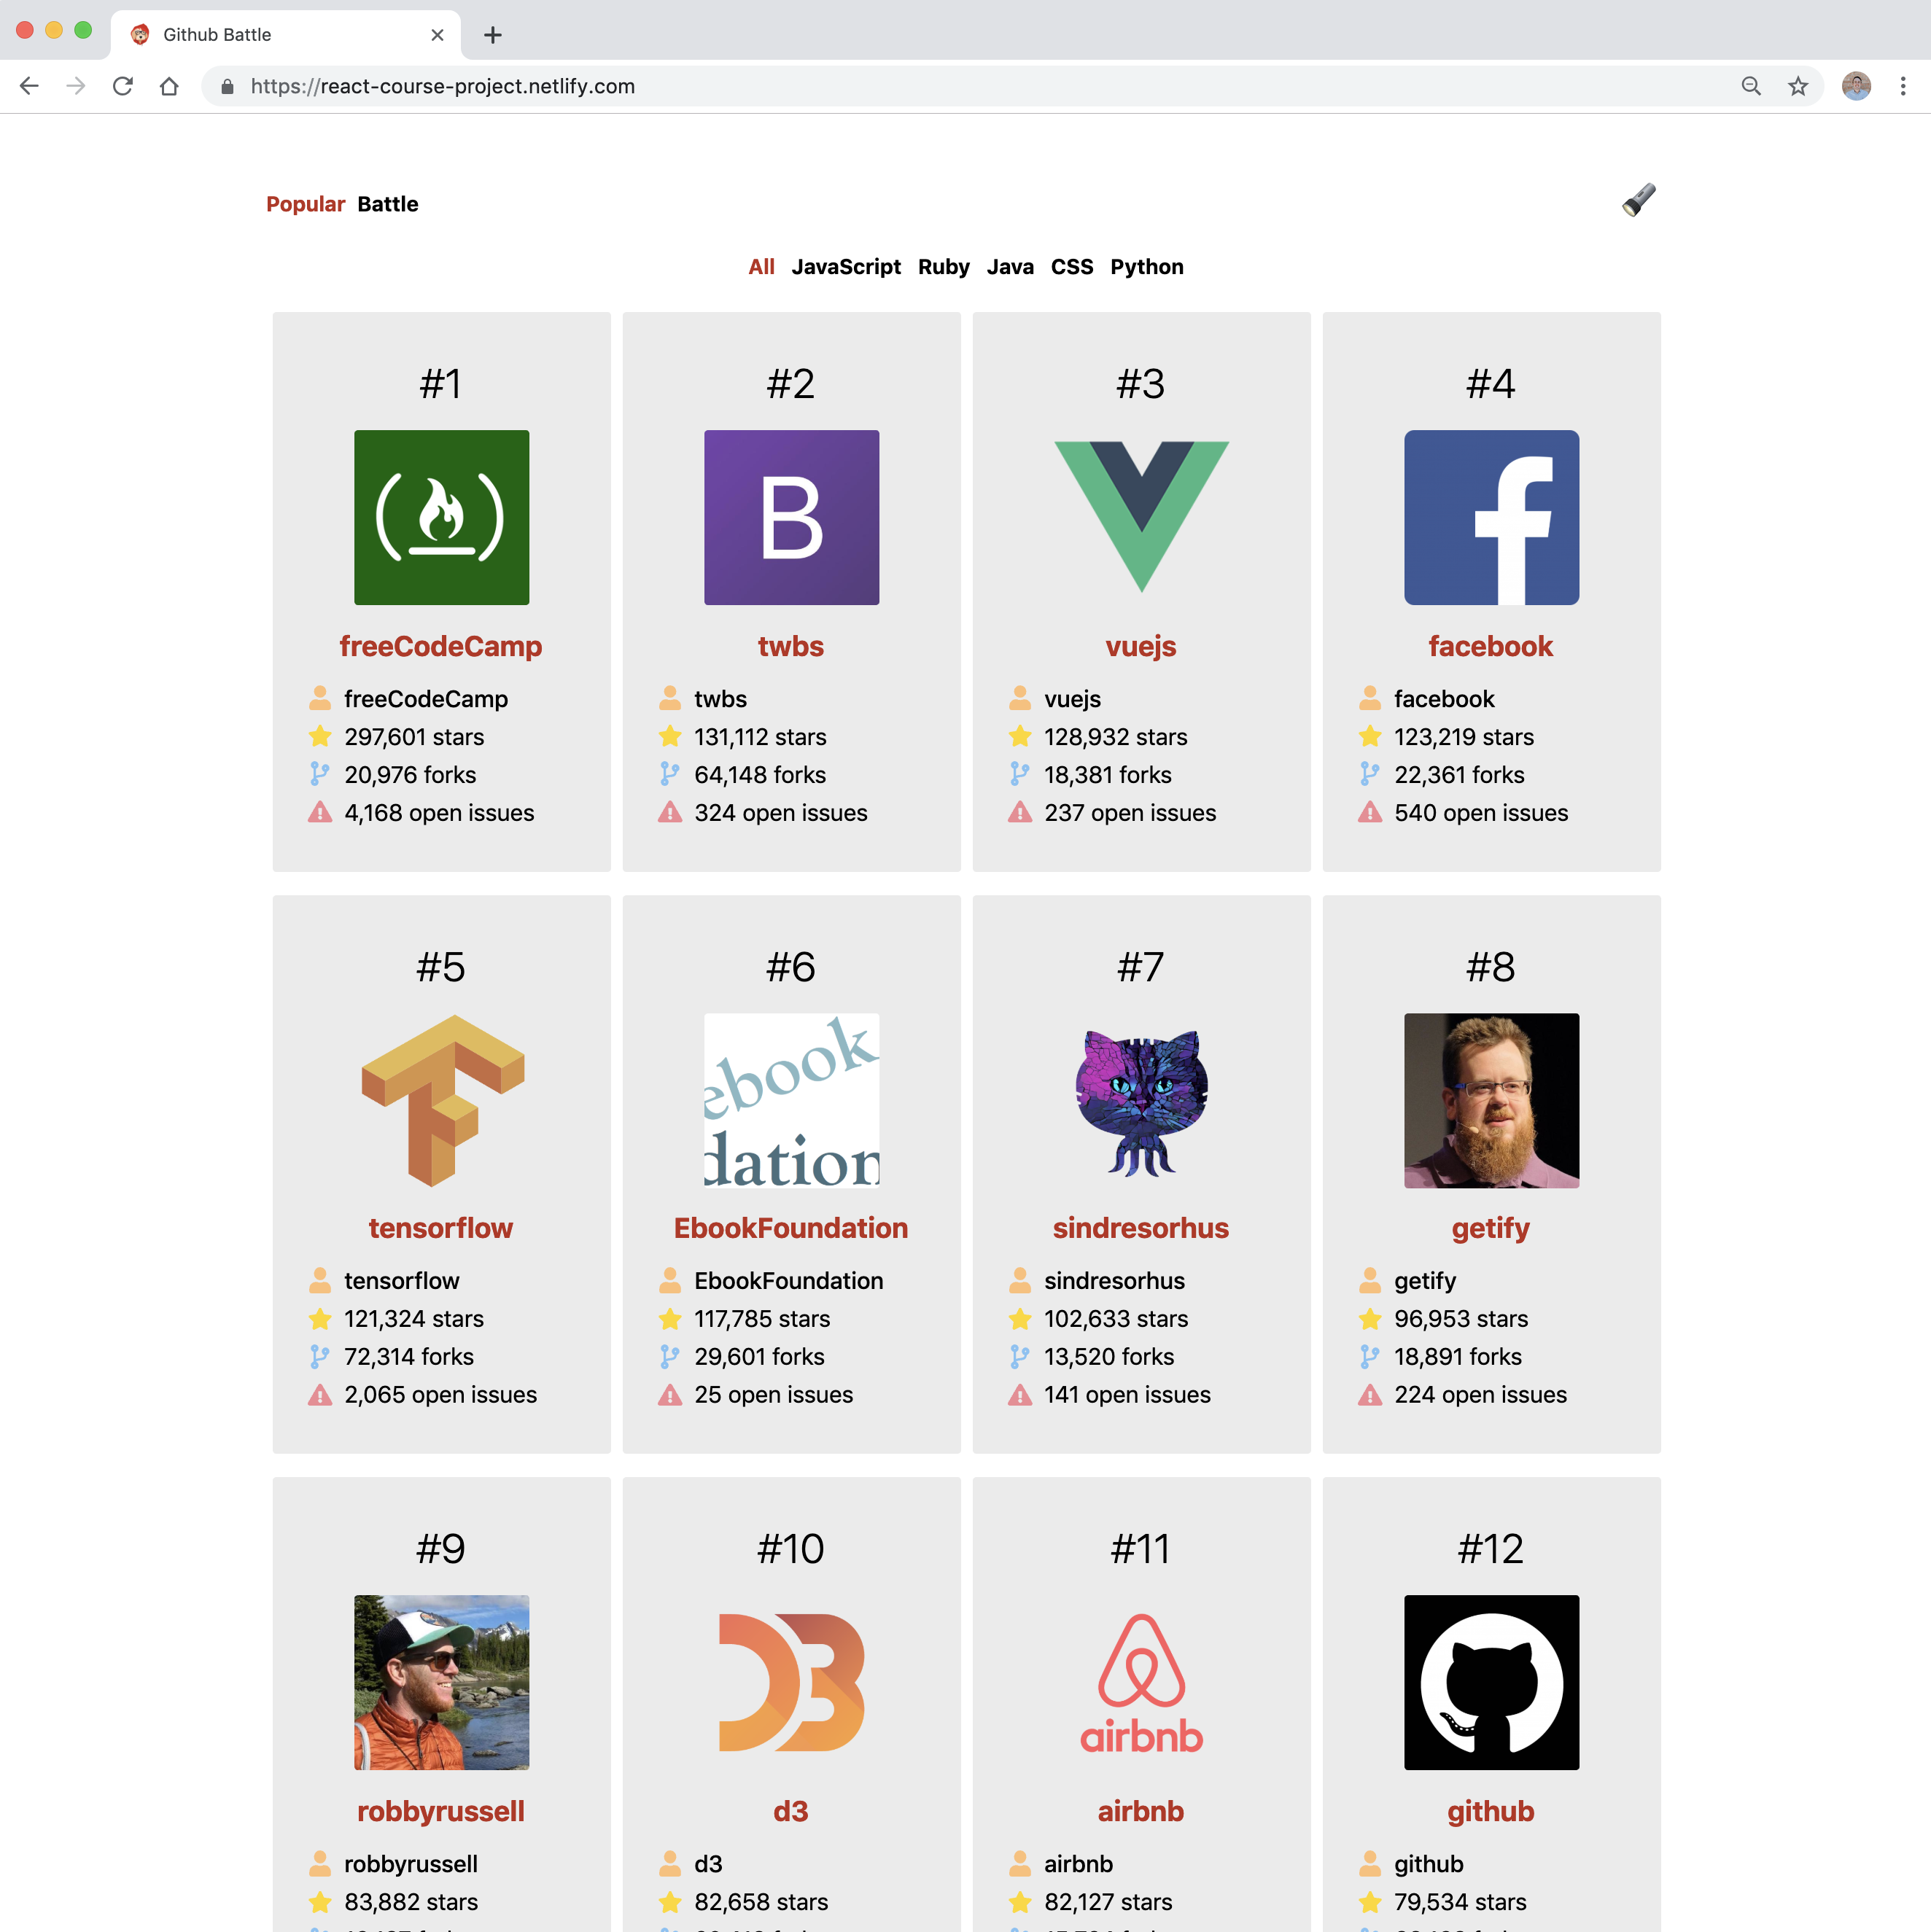 Github Battle
https://react-course-project.netlify.com
Popular Battle
All JavaScript Ruby Java CSS Python
#1
B
freeCodeCamp
freeCodeCamp
297,601 stars
20,976 forks
4,168 open issues
#2
twbs
twbs
131,112 stars
64,148 forks
324 open issues
#3
vuejs
vuejs
128,932 stars
18,381 forks
237 open issues
#4
f
facebook
facebook
123,219 stars
22,361 forks
540 open issues
#5
tensorflow
tensorflow
121,324 stars
72,314 forks
2,065 open issues
#6
ebook
dation
EbookFoundation
EbookFoundation
117,785 stars
29,601 forks
25 open issues
#7
sindresorhus
sindresorhus
102,633 stars
13,520 forks
141 open issues
#8
getify
getify
96,953 stars
18,891 forks
224 open issues
#9
robbyrussell
robbyrussell
83,882 stars
#10
D3
d3
d3
82,658 stars
#11
airbnb
airbnb
airbnb
82,127 stars
#12
github
github
79,534 stars